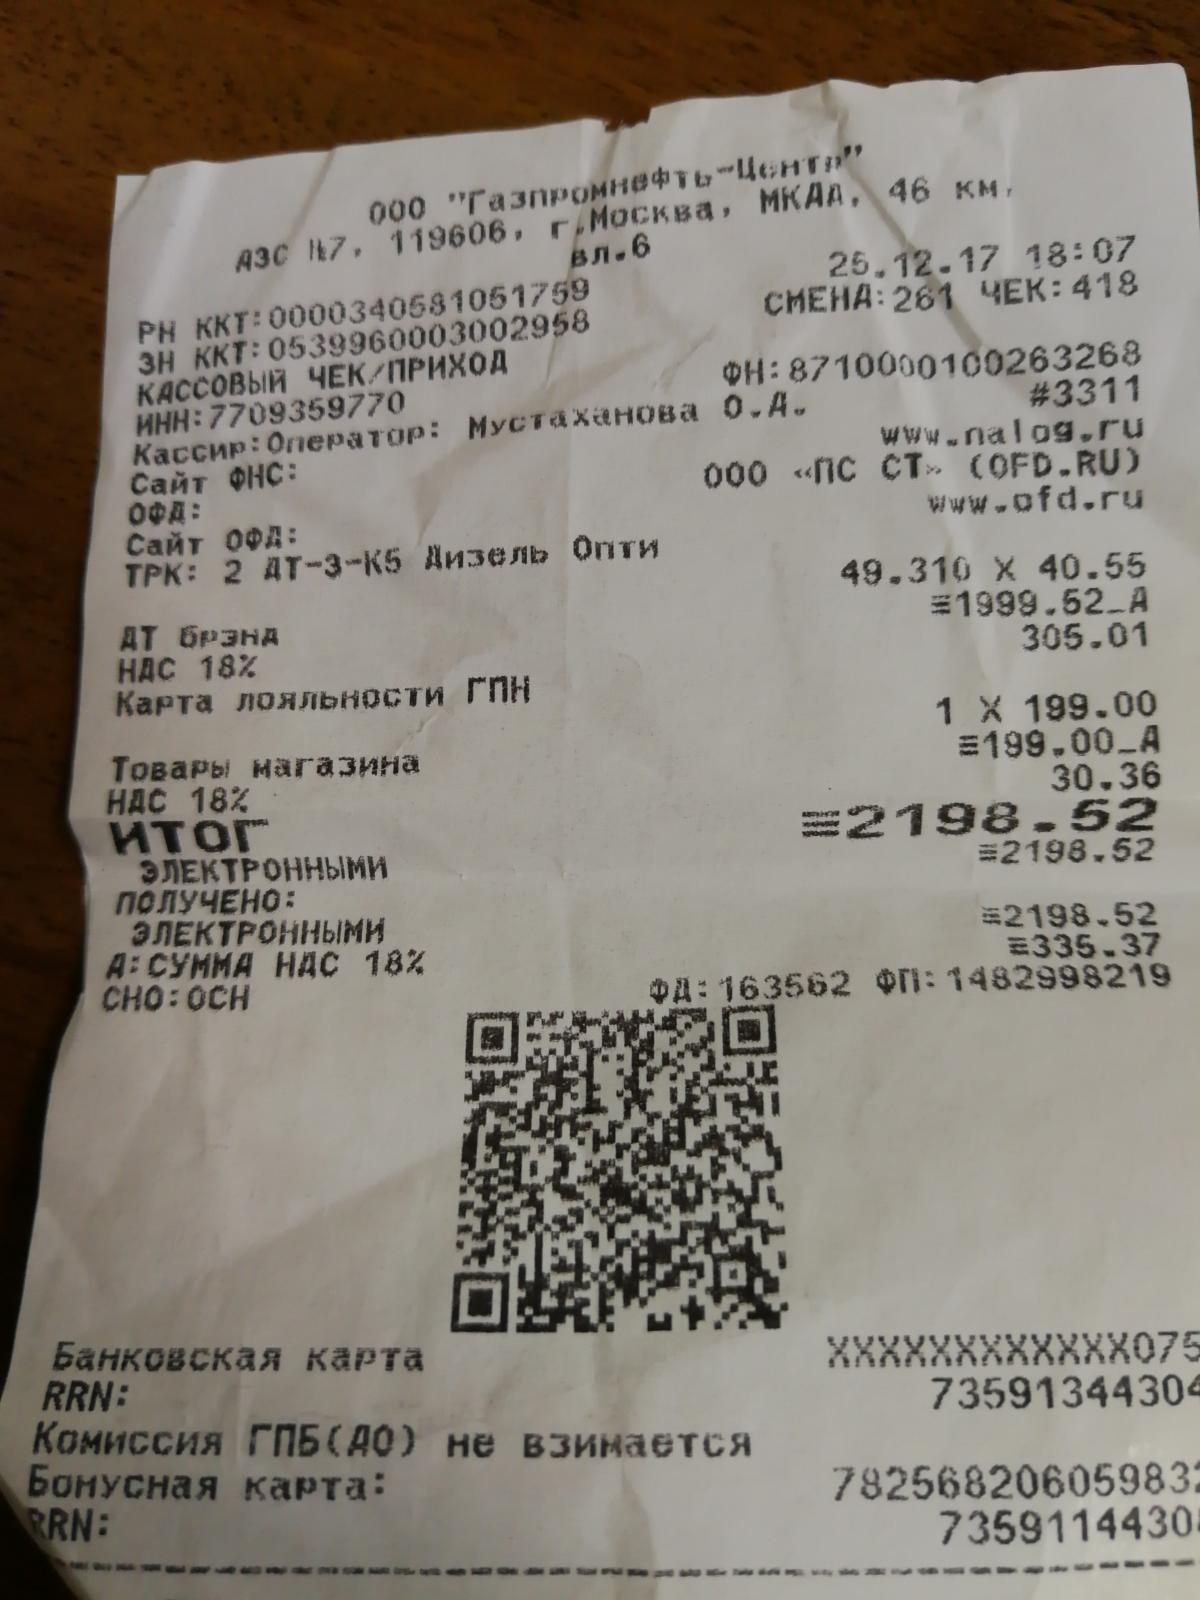 ООО "Газпромнефть-Центр"
АЗС №7, 119606, г.Москва, МКАД, 46 км,
вл.6
25.12.17 18:07
РН ККТ:0000340581051759 СМЕНА:261 ЧЕК:418
ЗН ККТ:0539960003002958
КАССОВЫЙ ЧЕК/ПРИХОД
ИНН:7709359770 ФН:8710000100263268
Кассир:Оператор: Мустаханова О.А. #3311
Сайт ФНС: www.nalog.ru
ОФД: ООО «ПС СТ» (OFD.RU)
Сайт ОФД: www.ofd.ru
ТРК: 2 ДТ-З-К5 Дизель Опти
49.310 X 40.55
ДТ брэнд ≡1999.52_А
НДС 18% 305.01
Карта лояльности ГПН
1 X 199.00
Товары магазина ≡199.00_А
НДС 18% 30.36
ИТОГ ≡2198.52
ЭЛЕКТРОННЫМИ ≡2198.52
ПОЛУЧЕНО:
ЭЛЕКТРОННЫМИ ≡2198.52
А:СУММА НДС 18% ≡335.37
СНО:ОСН ФД:163562 ФП:1482998219
Банковская карта XXXXXXXXXXXX075
RRN: 73591344304
Комиссия ГПБ(АО) не взимается
Бонусная карта: 782568206059832
RRN: 7359114430